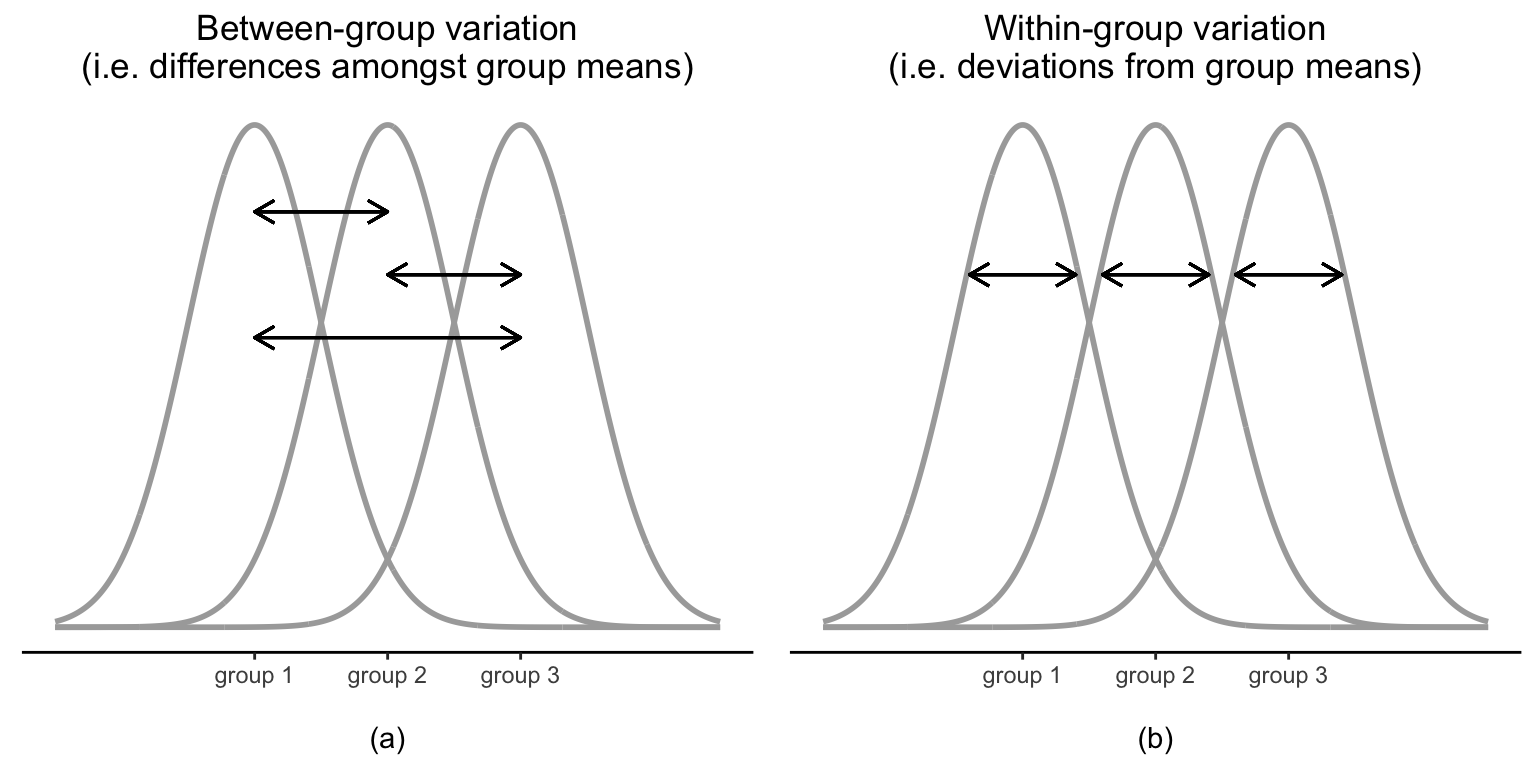 Between-group variation
(i.e. differences amongst group means)
group 1 group 2 group 3
(a)
Within-group variation
(i.e. deviations from group means)
group 1 group 2 group 3
(b)